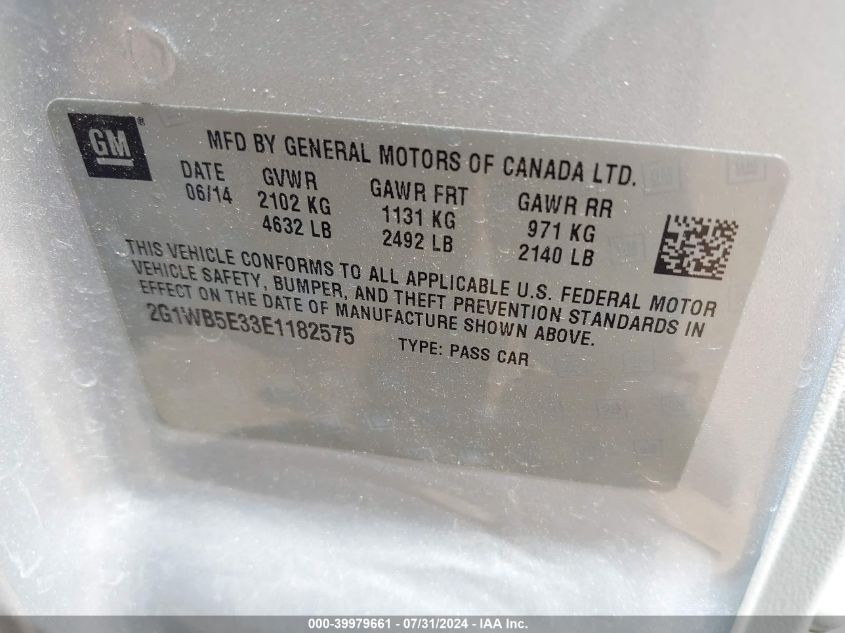 GM®
MFD BY GENERAL MOTORS OF CANADA LTD.
DATE GVWR GAWR FRT GAWR RR
06/14 2102 KG 1131 KG 971 KG
4632 LB 2492 LB 2140 LB
THIS VEHICLE CONFORMS TO ALL APPLICABLE U.S. FEDERAL MOTOR
VEHICLE SAFETY, BUMPER, AND THEFT PREVENTION STANDARDS IN
EFFECT ON THE DATE OF MANUFACTURE SHOWN ABOVE.
2G1WB5E33E1182575 TYPE: PASS CAR
000-39979661 - 07/31/2024 - IAA Inc.